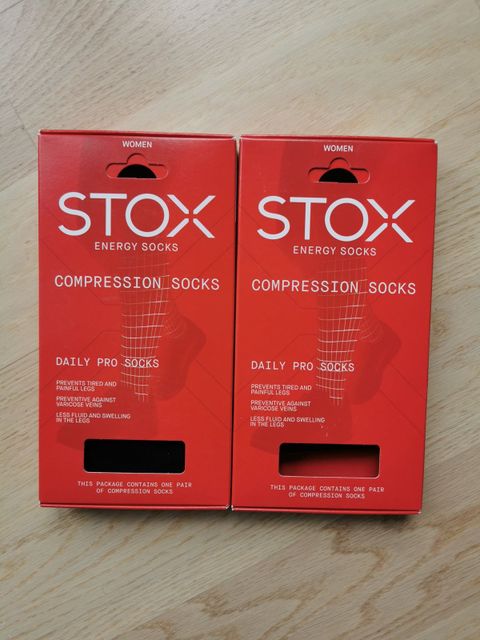 WOMEN
STOX
ENERGY SOCKS
COMPRESSION SOCKS
DAILY PRO SOCKS
PREVENTS TIRED AND
PAINFUL LEGS
PREVENTIVE AGAINST
VARICOSE VEINS
LESS FLUID AND SWELLING
IN THE LEGS
THIS PACKAGE CONTAINS ONE PAIR
OF COMPRESSION SOCKS
WOMEN
STOX
ENERGY SOCKS
COMPRESSION SOCKS
DAILY PRO SOCKS
PREVENTS TIRED AND
PAINFUL LEGS
PREVENTIVE AGAINST
VARICOSE VEINS
LESS FLUID AND SWELLING
IN THE LEGS
THIS PACKAGE CONTAINS ONE PAIR
OF COMPRESSION SOCKS